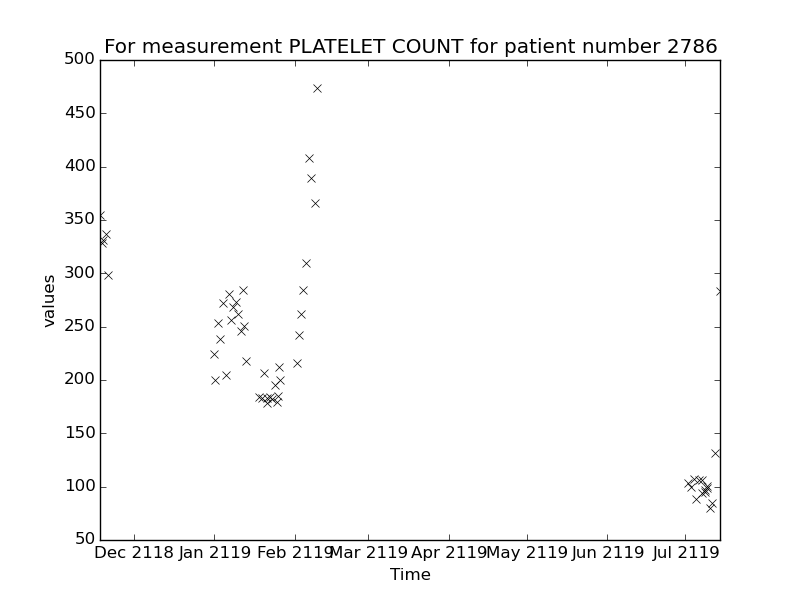 For measurement PLATELET COUNT for patient number 2786
500
450
400
350
300
250
200
150
100
50
values
Dec 2118 Jan 2119 Feb 2119 Mar 2119 Apr 2119 May 2119 Jun 2119 Jul 2119
Time